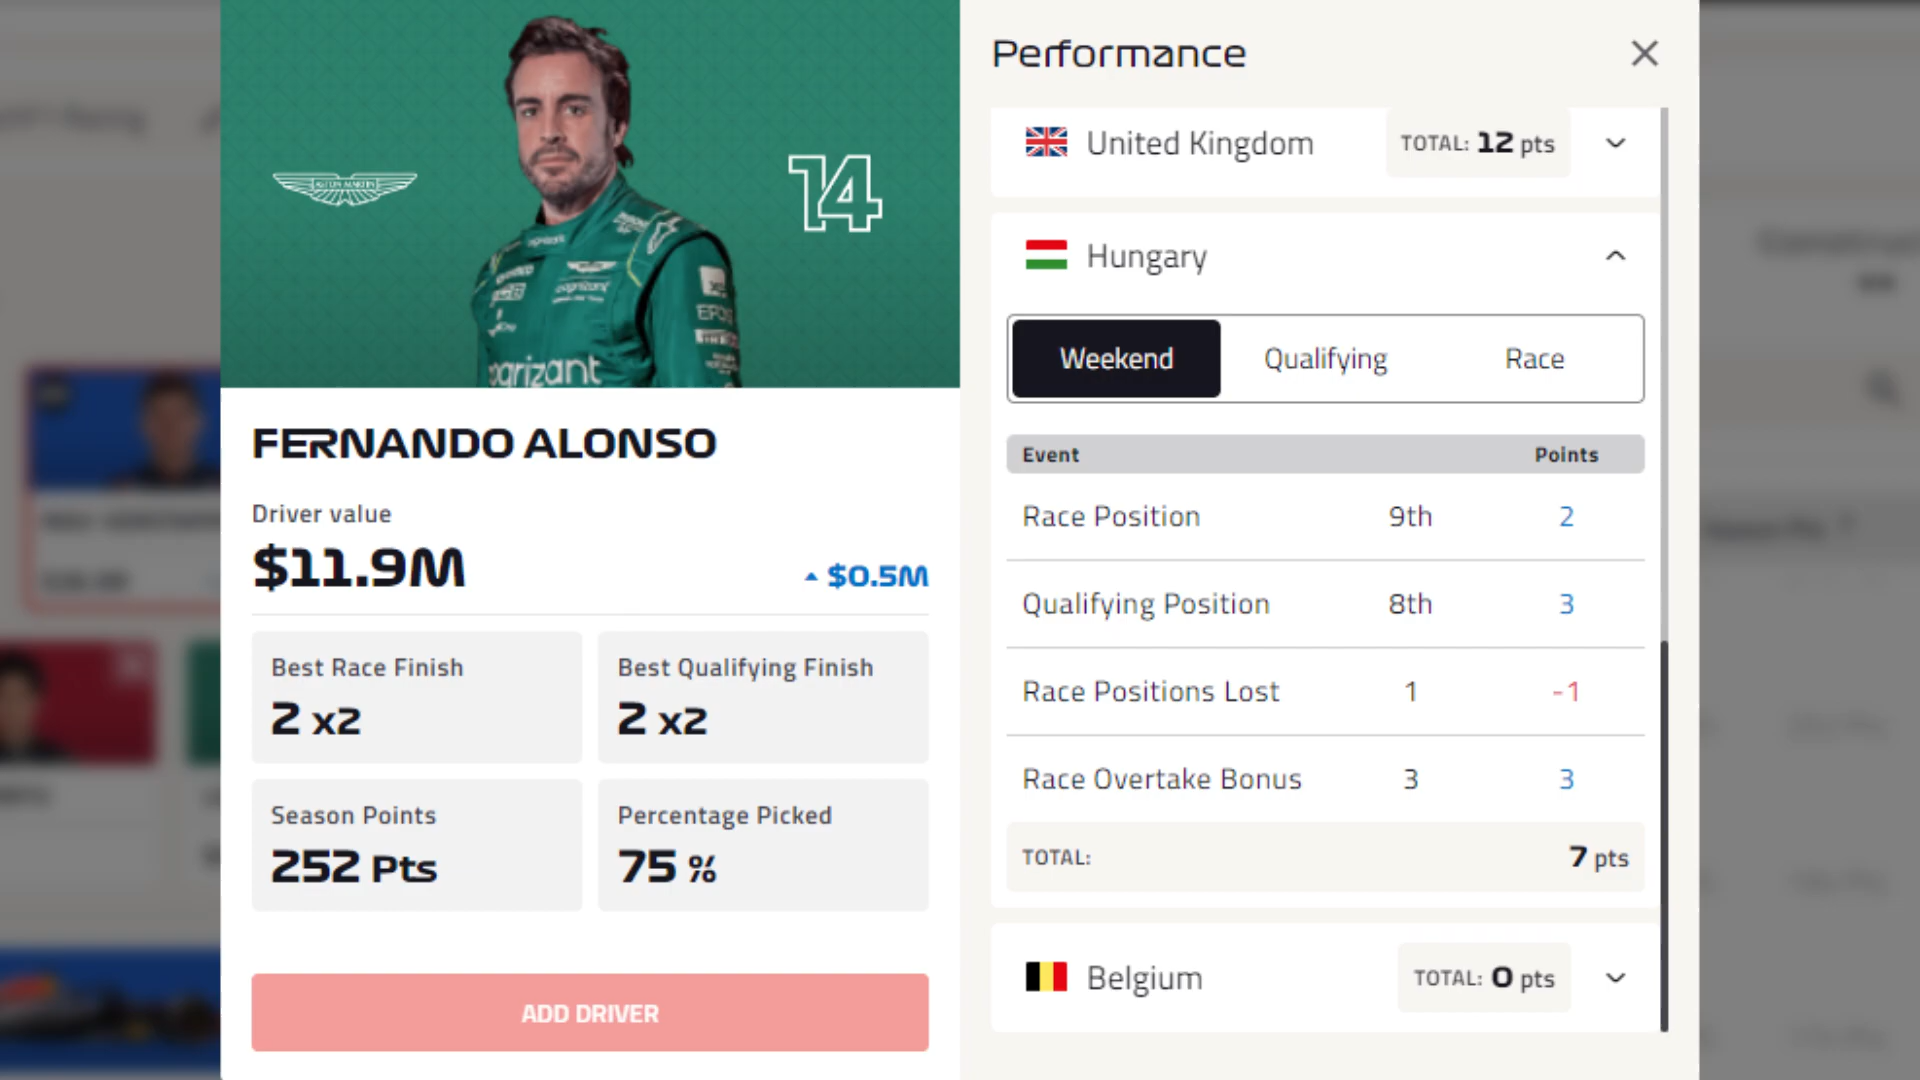 ASTON MARTIN
14
cognizant
FERNANDO ALONSO
Driver value
$11.9M
$0.5M
Best Race Finish
2 x2
Best Qualifying Finish
2 x2
Season Points
252 Pts
Percentage Picked
75 %
ADD DRIVER
Performance
United Kingdom
TOTAL: 12 pts
Hungary
Weekend
Qualifying
Race
Event Points
Race Position 9th 2
Qualifying Position 8th 3
Race Positions Lost 1 -1
Race Overtake Bonus 3 3
TOTAL: 7 pts
Belgium
TOTAL: 0 pts